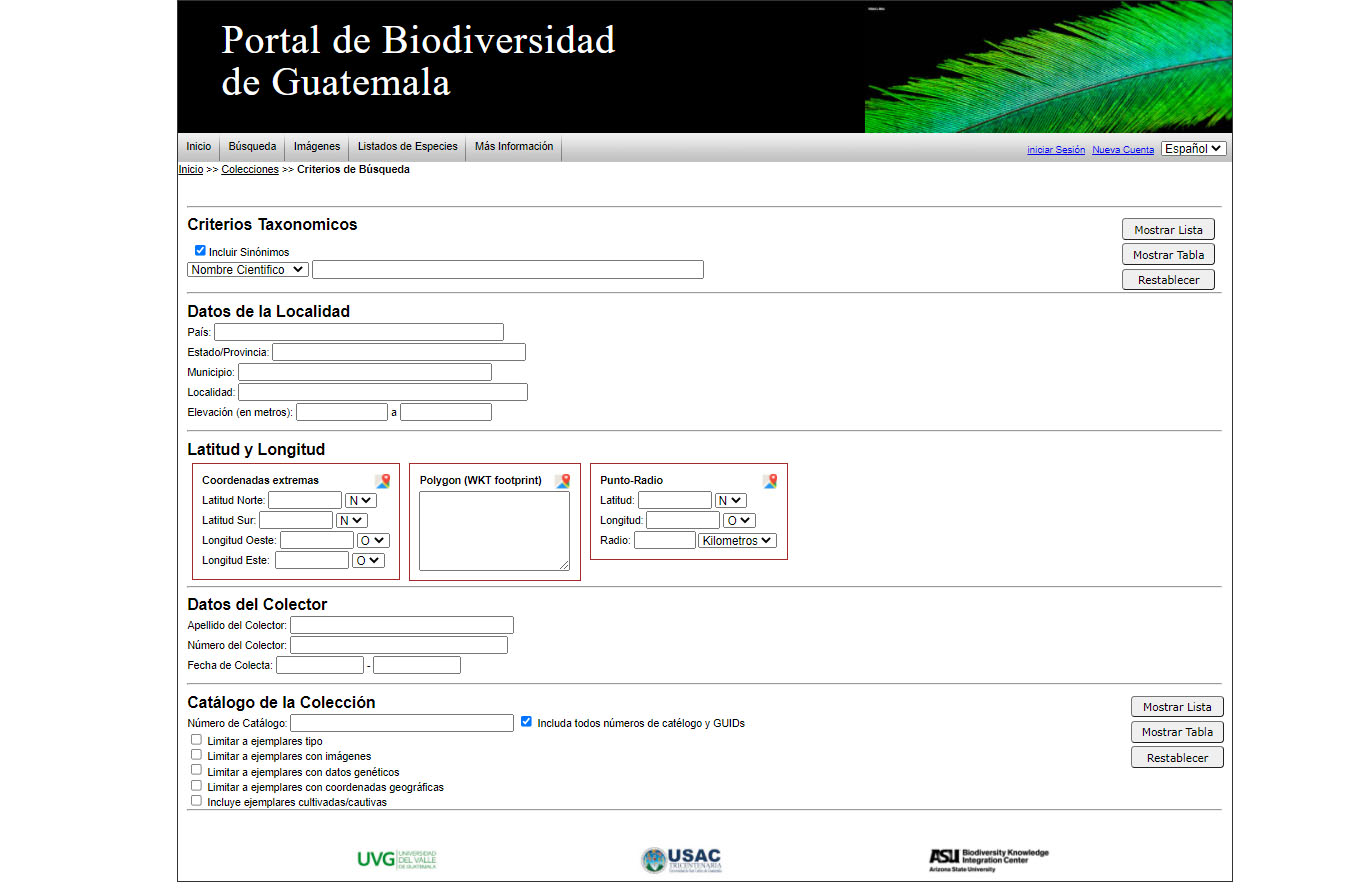 Portal de Biodiversidad
de Guatemala
Inicio Búsqueda Imágenes Listados de Especies Más Información
iniciar Sesión Nueva Cuenta Español
Inicio >> Colecciones >> Criterios de Búsqueda
Criterios Taxonomicos
Mostrar Lista
Incluir Sinónimos
Mostrar Tabla
Nombre Cientifico
Restablecer
Datos de la Localidad
País:
Estado/Provincia:
Municipio:
Localidad:
Elevación (en metros): a
Latitud y Longitud
Coordenadas extremas
Latitud Norte: N
Latitud Sur: N
Longitud Oeste: O
Longitud Este: O
Polygon (WKT footprint)
Punto-Radio
Latitud: N
Longitud: O
Radio: Kilometros
Datos del Colector
Apellido del Colector:
Número del Colector:
Fecha de Colecta: -
Catálogo de la Colección
Número de Catálogo: Includa todos números de catélogo y GUIDs
Limitar a ejemplares tipo
Limitar a ejemplares con imágenes
Limitar a ejemplares con datos genéticos
Limitar a ejemplares con coordenadas geográficas
Incluye ejemplares cultivadas/cautivas
Mostrar Lista
Mostrar Tabla
Restablecer
UVG UNIVERSIDAD
DEL VALLE
DE GUATEMALA
USAC
TRICENTENARIA
Universidad de San Carlos de Guatemala
ASU Biodiversity Knowledge
Integration Center
Arizona State University